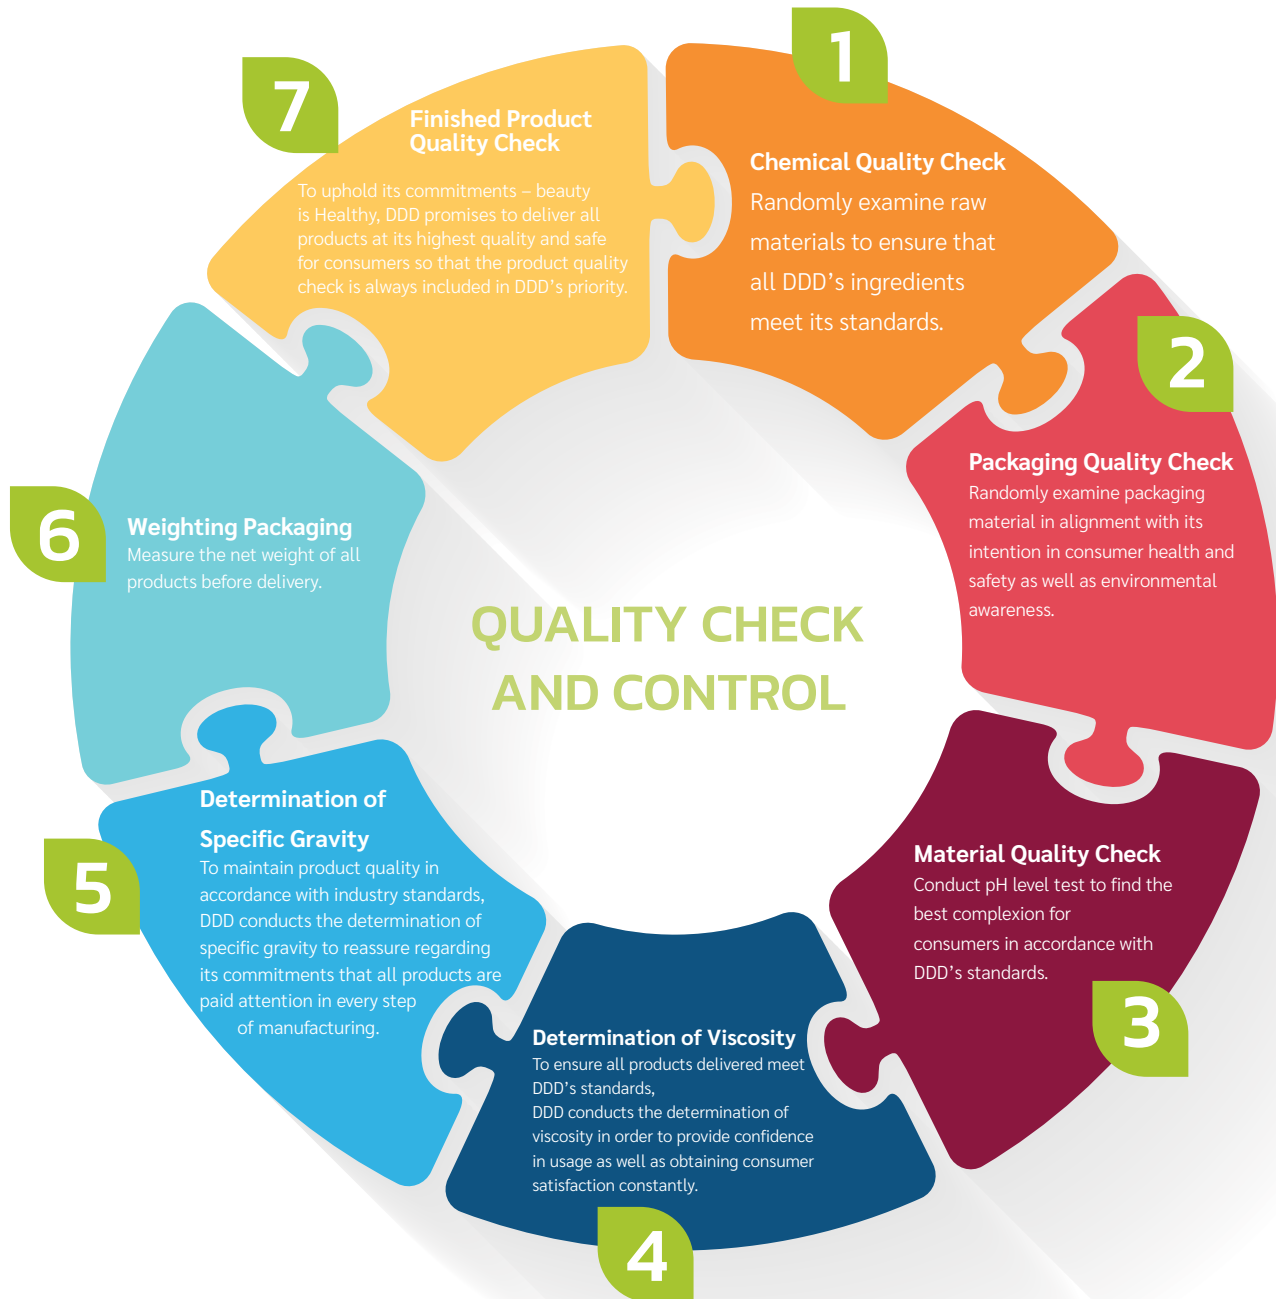 QUALITY CHECK
AND CONTROL
1
Chemical Quality Check
Randomly examine raw
materials to ensure that
all DDD's ingredients
meet its standards.
2
Packaging Quality Check
Randomly examine packaging
material in alignment with its
intention in consumer health and
safety as well as environmental
awareness.
3
Material Quality Check
Conduct pH level test to find the
best complexion for
consumers in accordance with
DDD's standards.
4
Determination of Viscosity
To ensure all products delivered meet
DDD's standards,
DDD conducts the determination of
viscosity in order to provide confidence
in usage as well as obtaining consumer
satisfaction constantly.
5
Determination of
Specific Gravity
To maintain product quality in
accordance with industry standards,
DDD conducts the determination of
specific gravity to reassure regarding
its commitments that all products are
paid attention in every step
of manufacturing.
6
Weighting Packaging
Measure the net weight of all
products before delivery.
7
Finished Product
Quality Check
To uphold its commitments – beauty
is Healthy, DDD promises to deliver all
products at its highest quality and safe
for consumers so that the product quality
check is always included in DDD's priority.